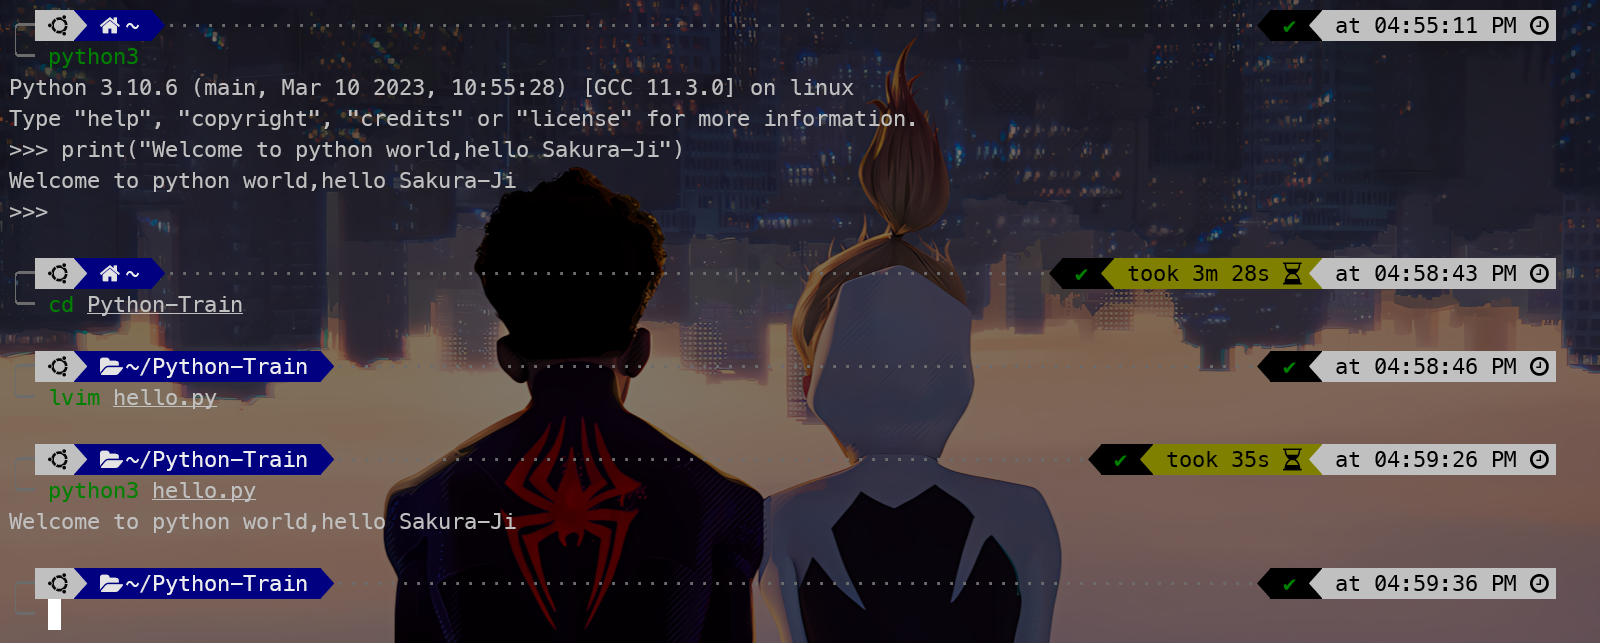 ~ ✔ at 04:55:11 PM
python3
Python 3.10.6 (main, Mar 10 2023, 10:55:28) [GCC 11.3.0] on linux
Type "help", "copyright", "credits" or "license" for more information.
>>> print("Welcome to python world,hello Sakura-Ji")
Welcome to python world,hello Sakura-Ji
>>>
~ ✔ took 3m 28s at 04:58:43 PM
cd Python-Train
~/Python-Train ✔ at 04:58:46 PM
lvim hello.py
~/Python-Train ✔ took 35s at 04:59:26 PM
python3 hello.py
Welcome to python world,hello Sakura-Ji
~/Python-Train ✔ at 04:59:36 PM